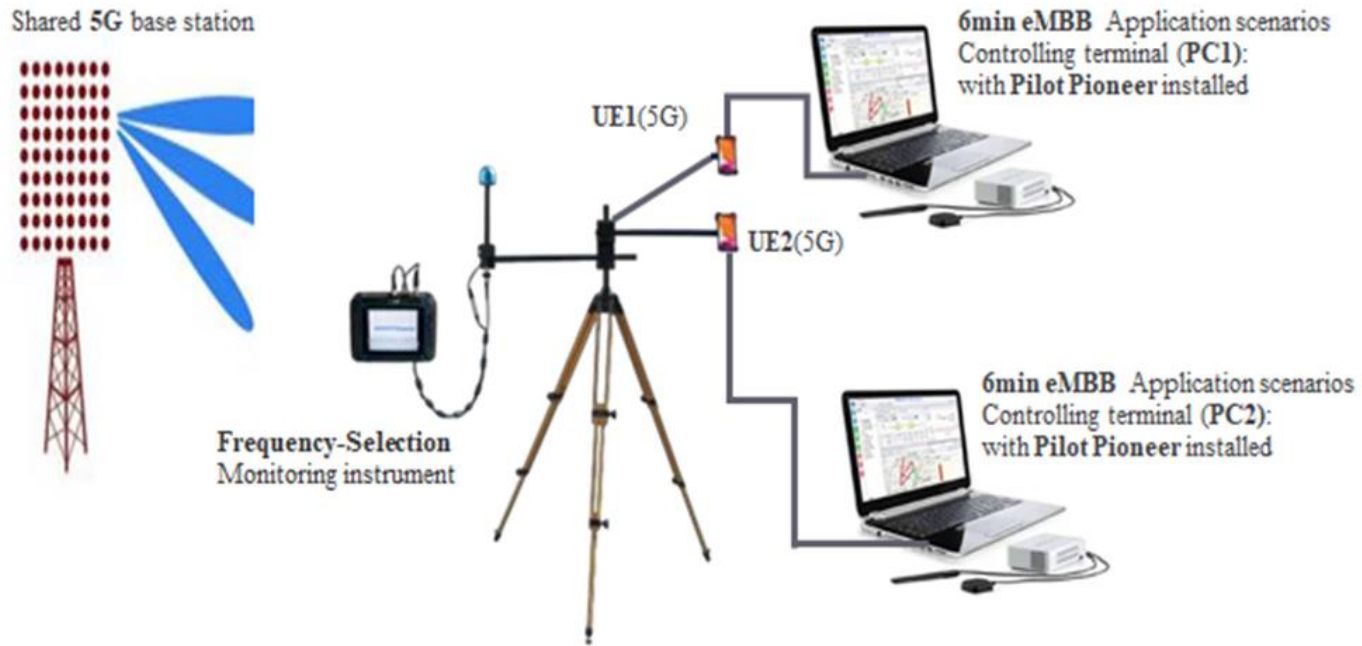 Shared 5G base station
6min eMBB Application scenarios
Controlling terminal (PC1):
with Pilot Pioneer installed
UE1(5G)
UE2(5G)
6min eMBB Application scenarios
Controlling terminal (PC2):
with Pilot Pioneer installed
Frequency-Selection
Monitoring instrument